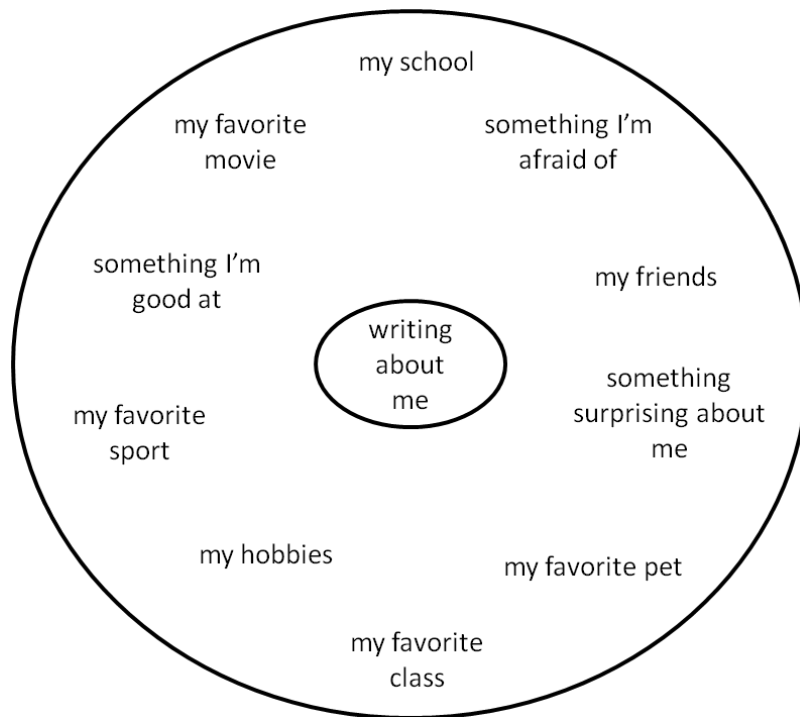 my school
my favorite
movie
something I'm
afraid of
something I'm
good at
my friends
writing
about
me
something
surprising about
me
my favorite
sport
my hobbies
my favorite pet
my favorite
class